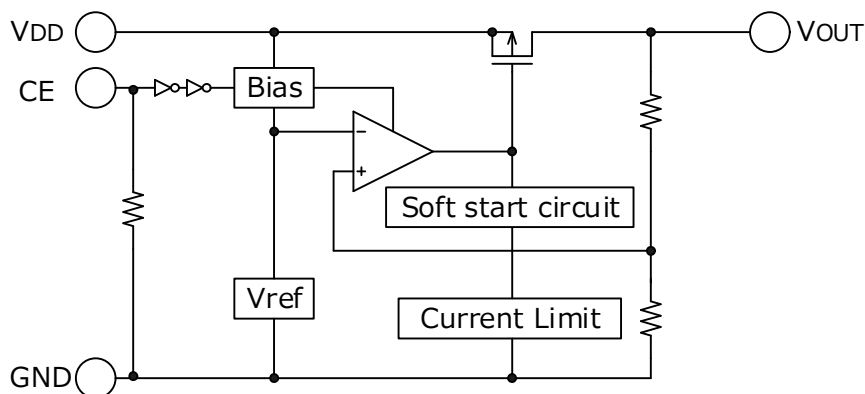 VDD
VOUT
CE
Bias
−
+
Soft start circuit
Vref
Current Limit
GND